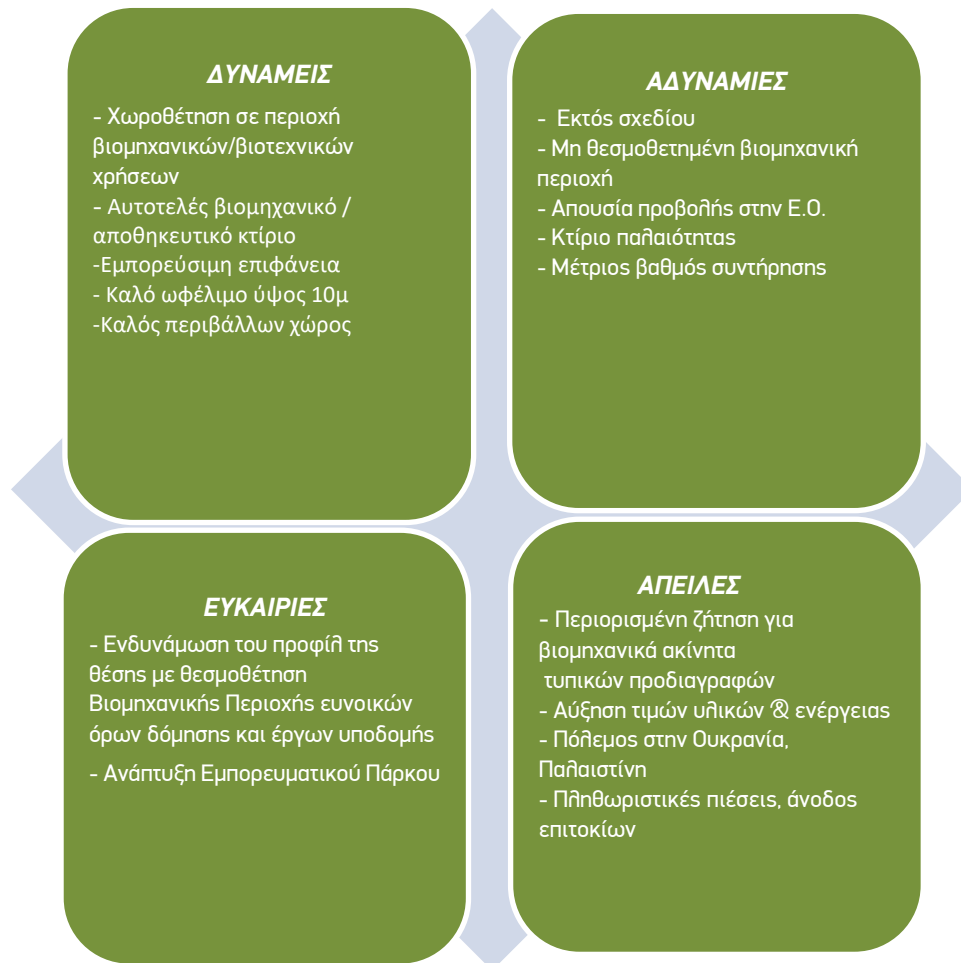 ΔΥΝΑΜΕΙΣ
- Χωροθέτηση σε περιοχή
βιομηχανικών/βιοτεχνικών
χρήσεων
- Αυτοτελές βιομηχανικό /
αποθηκευτικό κτίριο
-Εμπορεύσιμη επιφάνεια
- Καλό ωφέλιμο ύψος 10μ
-Καλός περιβάλλων χώρος
ΑΔΥΝΑΜΙΕΣ
- Εκτός σχεδίου
- Μη θεσμοθετημένη βιομηχανική
περιοχή
- Απουσία προβολής στην Ε.Ο.
- Κτίριο παλαιότητας
- Μέτριος βαθμός συντήρησης
ΕΥΚΑΙΡΙΕΣ
- Ενδυνάμωση του προφίλ της
θέσης με θεσμοθέτηση
Βιομηχανικής Περιοχής ευνοικών
όρων δόμησης και έργων υποδομής
- Ανάπτυξη Εμπορευματικού Πάρκου
ΑΠΕΙΛΕΣ
- Περιορισμένη ζήτηση για
βιομηχανικά ακίνητα
τυπικών προδιαγραφών
- Αύξηση τιμών υλικών & ενέργειας
- Πόλεμος στην Ουκρανία,
Παλαιστίνη
- Πληθωριστικές πιέσεις, άνοδος
επιτοκίων